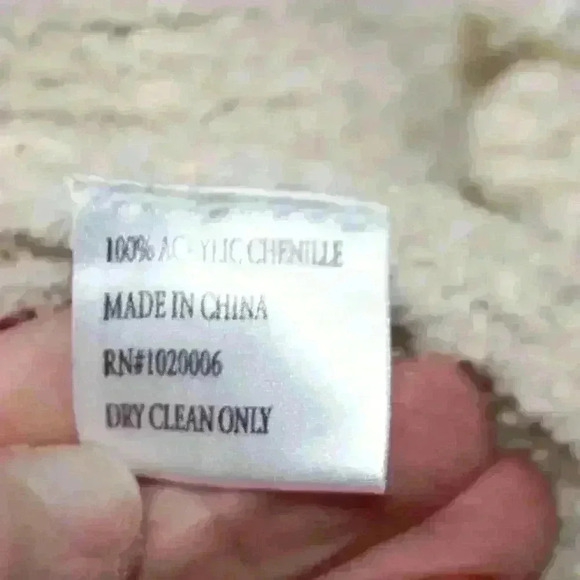 100% ACRYLIC CHENILLE
MADE IN CHINA
RN#1020006
DRY CLEAN ONLY